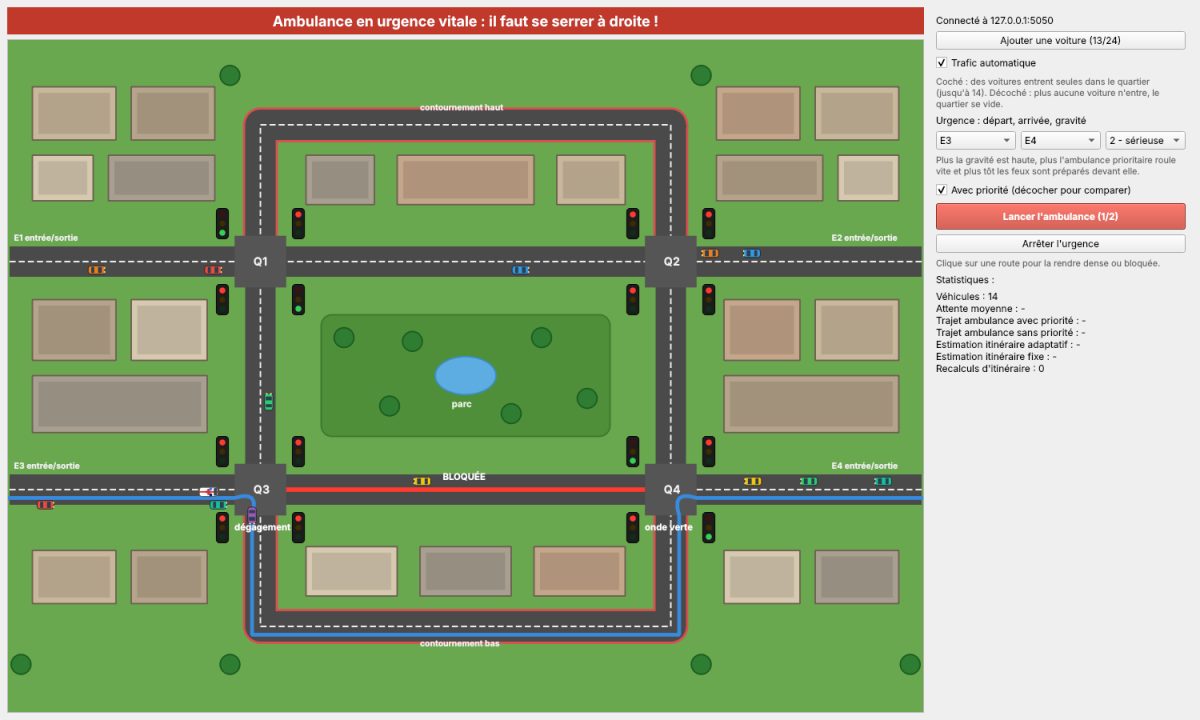 Ambulance en urgence vitale : il faut se serrer à droite !
contournement haut
E1 entrée/sortie
E2 entrée/sortie
Q1
Q2
parc
E3 entrée/sortie
E4 entrée/sortie
BLOQUÉE
Q3
Q4
dégagement
onde verte
contournement bas
Connecté à 127.0.0.1:5050
Ajouter une voiture (13/24)
Trafic automatique
Coché : des voitures entrent seules dans le quartier
(jusqu'à 14). Décoché : plus aucune voiture n'entre, le
quartier se vide.
Urgence : départ, arrivée, gravité
E3
E4
2 - sérieuse
Plus la gravité est haute, plus l'ambulance prioritaire roule
vite et plus tôt les feux sont préparés devant elle.
Avec priorité (décocher pour comparer)
Lancer l'ambulance (1/2)
Arrêter l'urgence
Clique sur une route pour la rendre dense ou bloquée.
Statistiques :
Véhicules : 14
Attente moyenne : -
Trajet ambulance avec priorité : -
Trajet ambulance sans priorité : -
Estimation itinéraire adaptatif : -
Estimation itinéraire fixe : -
Recalculs d'itinéraire : 0